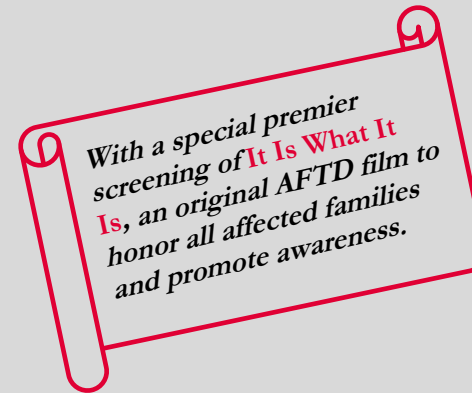 With a special premier
screening of It Is What It
Is, an original AFTD film to
honor all affected families
and promote awareness.